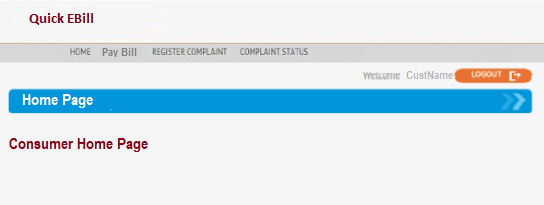 Quick EBill
HOME Pay Bill REGISTER COMPLAINT COMPLAINT STATUS
Welcome CustName LOGOUT
Home Page
Consumer Home Page